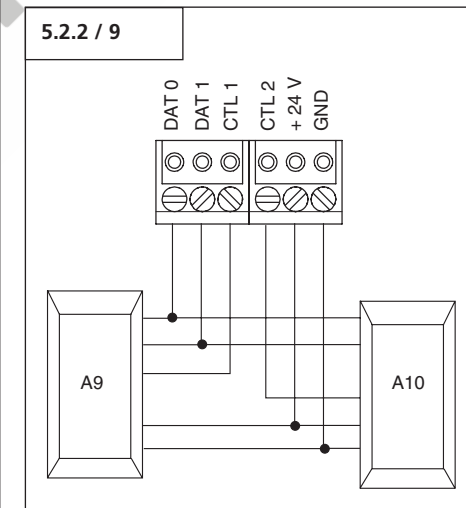 5.2.2 / 9
DAT 0
DAT 1
CTL 1
CTL 2
+ 24 V
GND
A9
A10